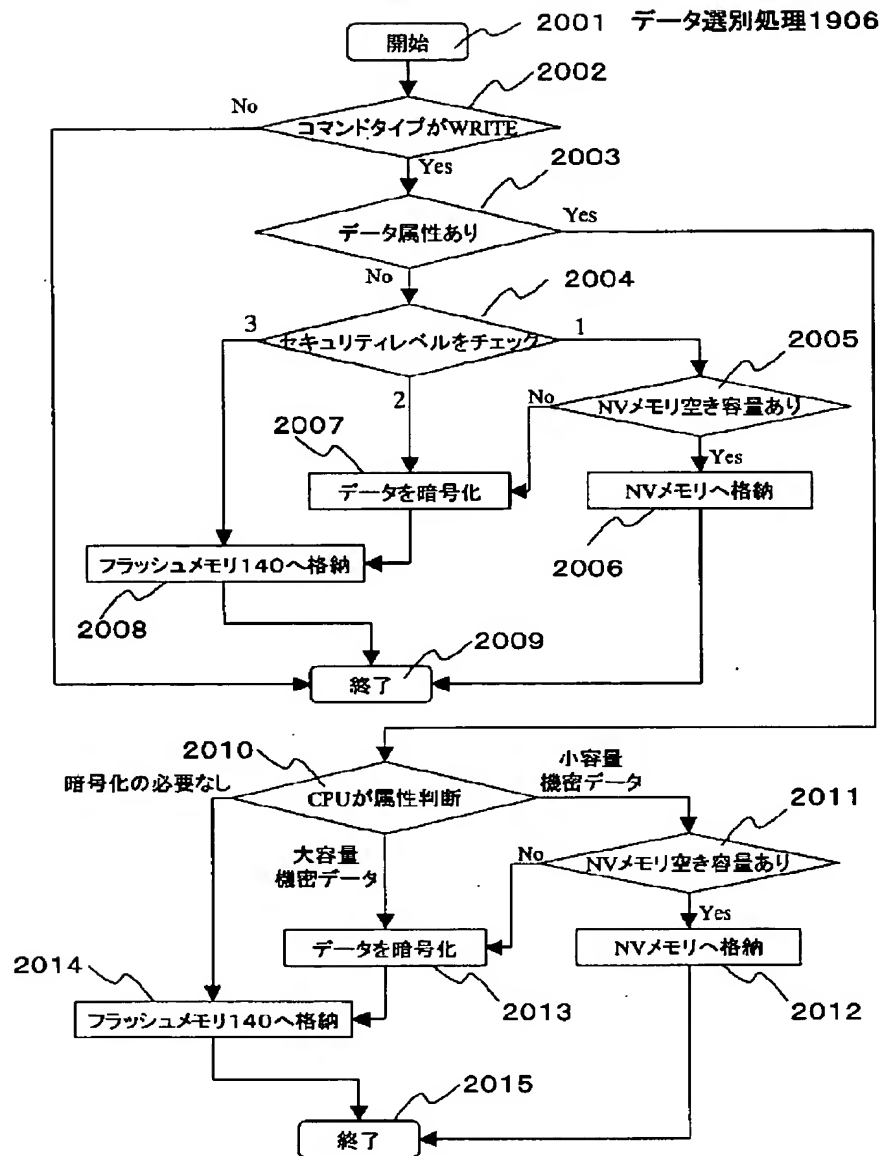 2001 データ選別処理1906
開始
2002
No
コマンドタイプがWRITE
Yes
2003
データ属性あり
Yes
No
2004
3
セキュリティレベルをチェック
1
2005
2
No
NVメモリ空き容量あり
2007
Yes
データを暗号化
NVメモリへ格納
2006
フラッシュメモリ140へ格納
2008
2009
終了
2010
暗号化の必要なし
小容量
機密データ
CPUが属性判断
2011
大容量
機密データ
No
NVメモリ空き容量あり
Yes
データを暗号化
NVメモリへ格納
2014
2013
2012
フラッシュメモリ140へ格納
2015
終了